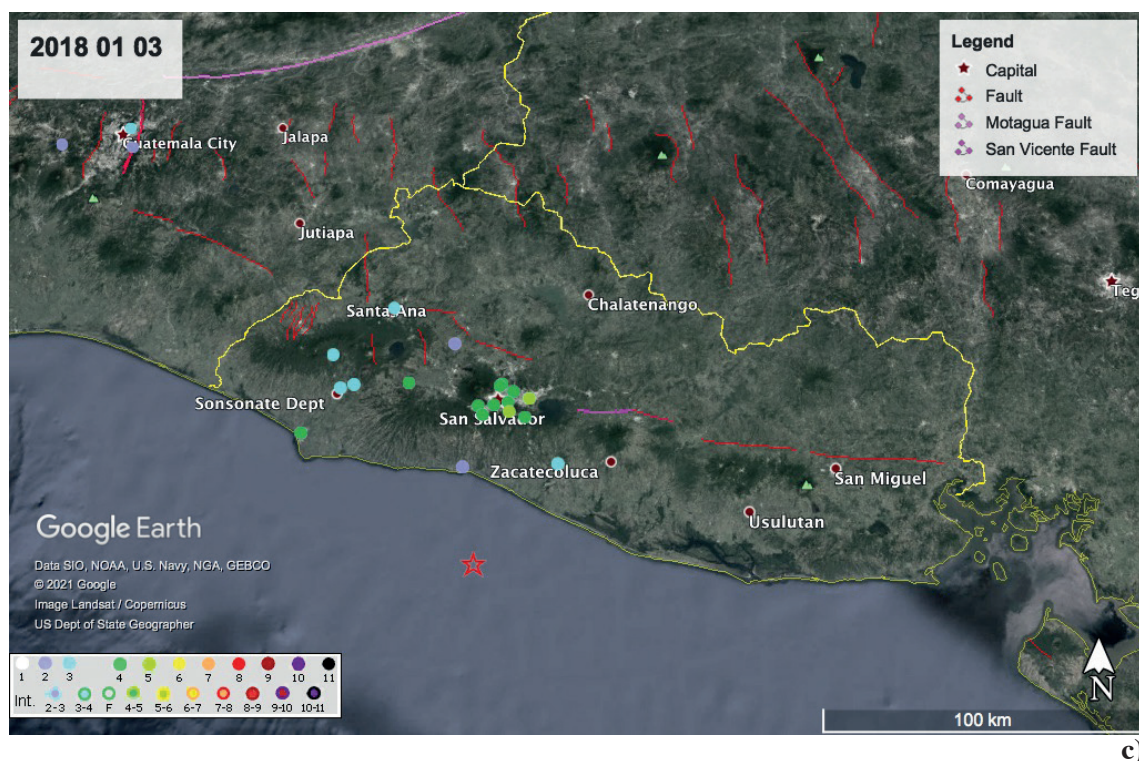 2018 01 03
Legend
Capital
Fault
Motagua Fault
San Vicente Fault
Guatemala City
Jalapa
Comayagua
Jutiapa
Teg
Santa Ana
Chalatenango
Sonsonate Dept
San Salvador
Zacatecoluca
San Miguel
Usulutan
Google Earth
Data SIO, NOAA, U.S. Navy, NGA, GEBCO
© 2021 Google
Image Landsat / Copernicus
US Dept of State Geographer
1 2 3 4 5 6 7 8 9 10 11
Int. 2-3 3-4 F 4-5 5-6 6-7 7-8 8-9 9-10 10-11
N
100 km
c)